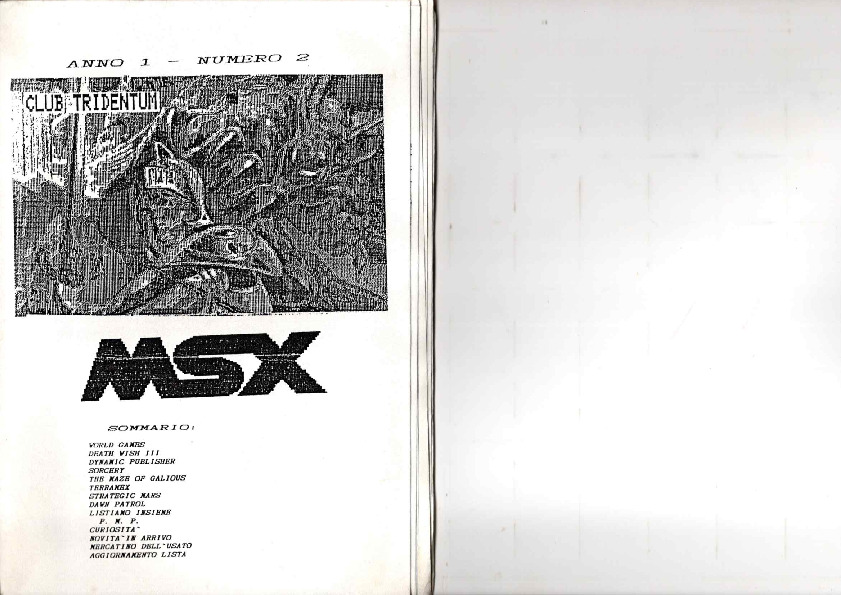 ANNO 1 - NUMERO 2
CLUB TRIDENTUM
MSX
SOMMARIO:
WORLD GAMES
DEATH WISH III
DYNAMIC PUBLISHER
SORCERY
THE MAZE OF GALIOUS
TERRAMEX
STRATEGIC MARS
DAWN PATROL
LISTIAMO INSIEME
P. M. P.
CURIOSITA`
NOVITA` IN ARRIVO
MERCATINO DELL`USATO
AGGIORNAMENTO LISTA